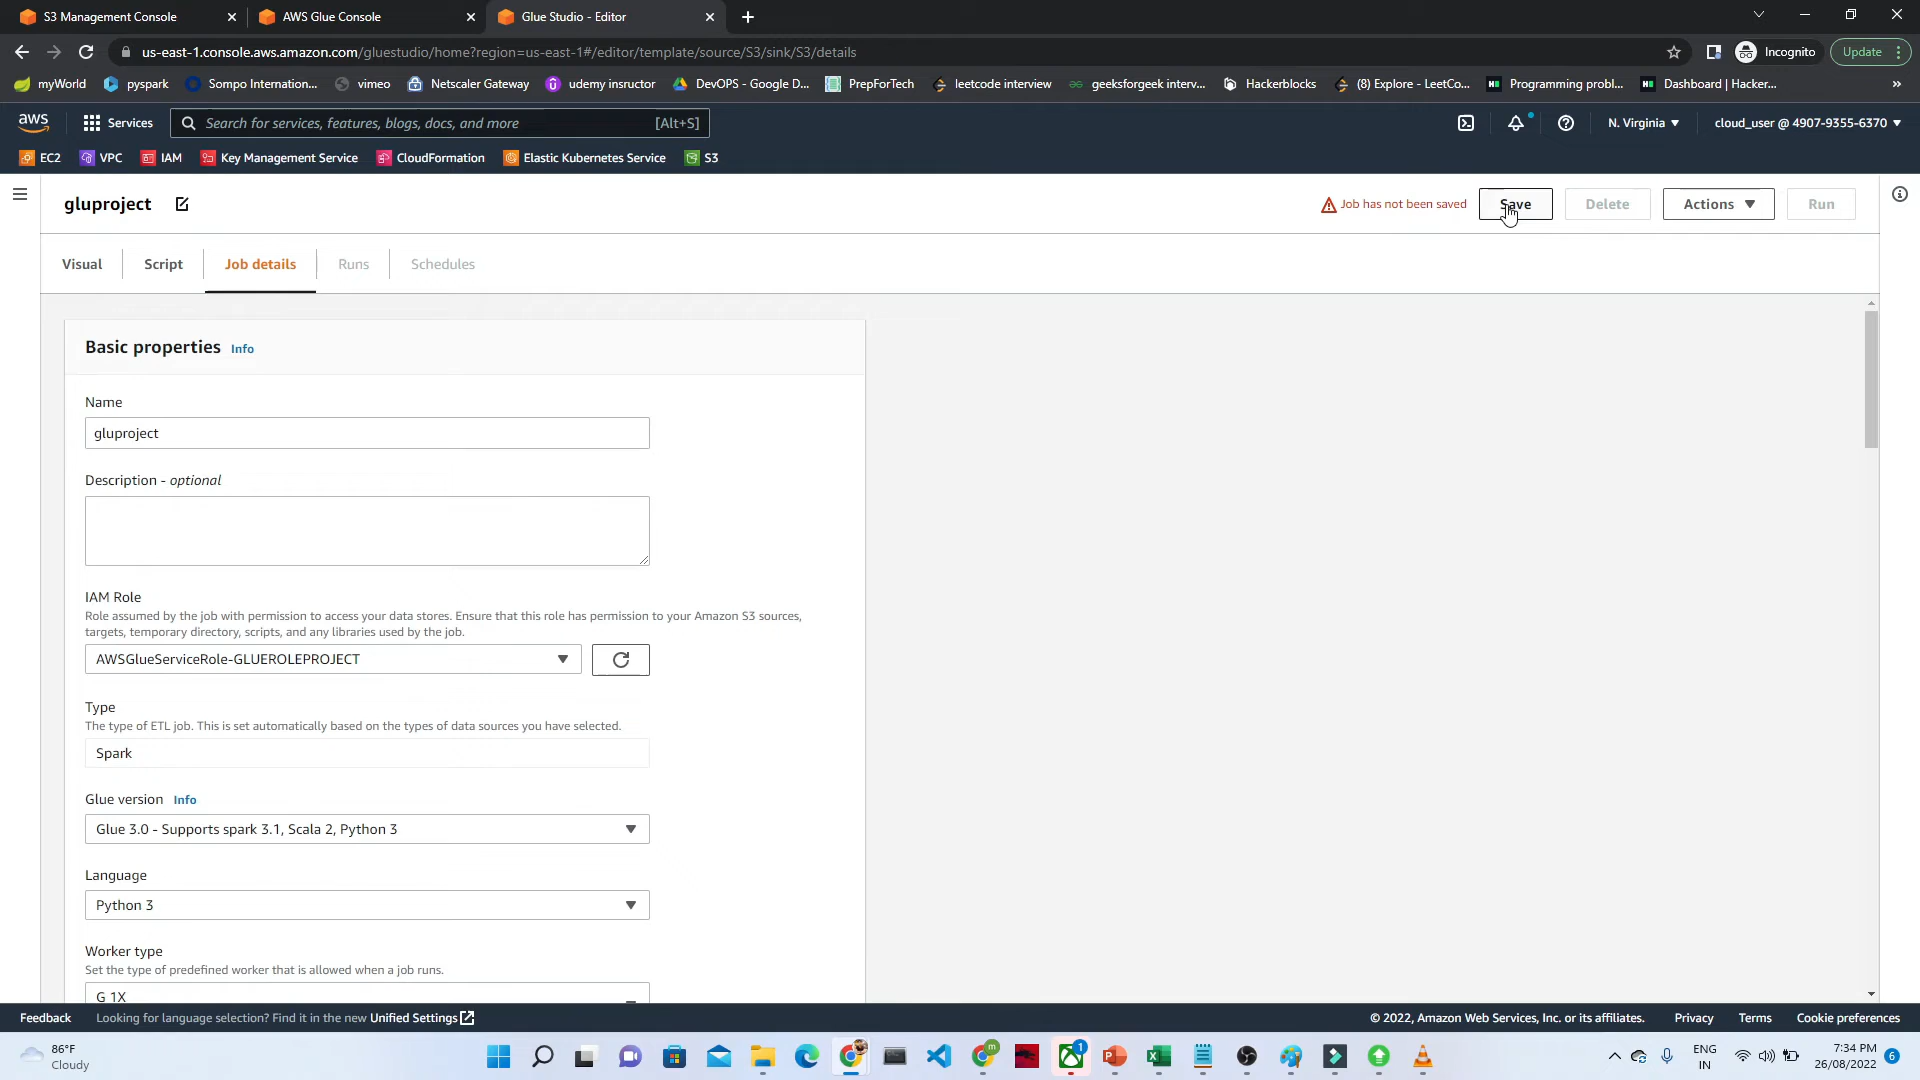 S3 Management Console
AWS Glue Console
Glue Studio - Editor
us-east-1.console.aws.amazon.com/gluestudio/home?region=us-east-1#/editor/template/source/S3/sink/S3/details
Incognito
Update
myWorld
pyspark
Sompo Internation...
vimeo
Netscaler Gateway
udemy insructor
DevOPS - Google D...
PrepForTech
leetcode interview
geeksforgeek interv...
Hackerblocks
(8) Explore - LeetCo...
Programming probl...
Dashboard | Hacker...
aws
Services
Search for services, features, blogs, docs, and more
[Alt+S]
N. Virginia
cloud_user @ 4907-9355-6370
EC2
VPC
IAM
Key Management Service
CloudFormation
Elastic Kubernetes Service
S3
gluproject
Job has not been saved
Save
Delete
Actions
Run
Visual
Script
Job details
Runs
Schedules
Basic properties Info
Name
gluproject
Description - optional
IAM Role
Role assumed by the job with permission to access your data stores. Ensure that this role has permission to your Amazon S3 sources,
targets, temporary directory, scripts, and any libraries used by the job.
AWSGlueServiceRole-GLUEROLEPROJECT
Type
The type of ETL job. This is set automatically based on the types of data sources you have selected.
Spark
Glue version Info
Glue 3.0 - Supports spark 3.1, Scala 2, Python 3
Language
Python 3
Worker type
Set the type of predefined worker that is allowed when a job runs.
G 1X
Feedback
Looking for language selection? Find it in the new Unified Settings
© 2022, Amazon Web Services, Inc. or its affiliates.
Privacy
Terms
Cookie preferences
86°F
Cloudy
m
1
ENG
IN
7:34 PM
26/08/2022
6